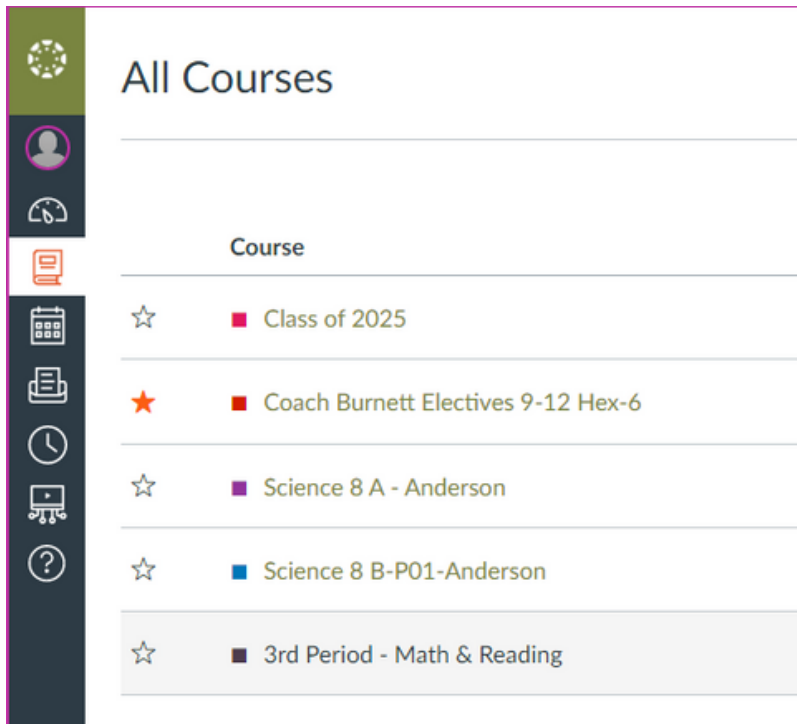 All Courses
Course
Class of 2025
Coach Burnett Electives 9-12 Hex-6
Science 8 A - Anderson
Science 8 B-P01-Anderson
3rd Period - Math & Reading